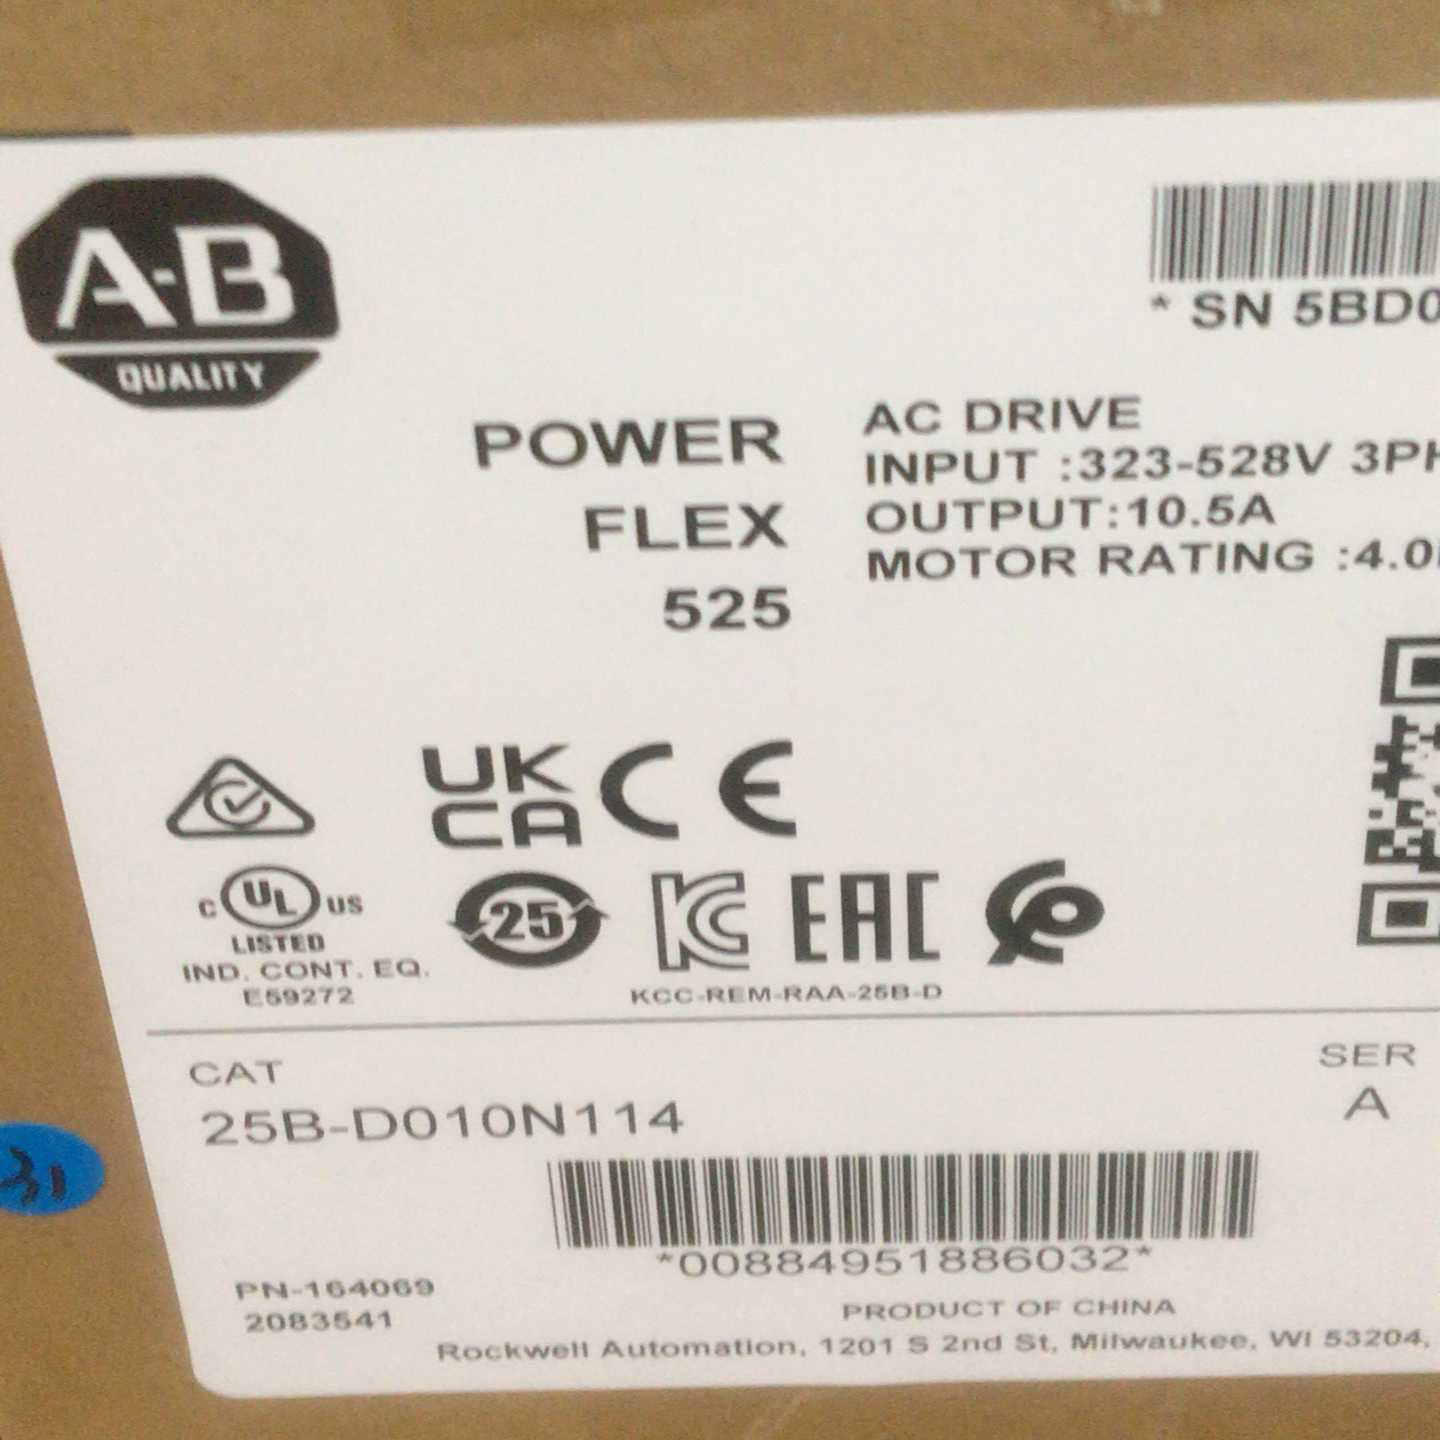 A-B
QUALITY
* SN 5BD0
POWER
FLEX
525
AC DRIVE
INPUT :323-528V 3PH
OUTPUT:10.5A
MOTOR RATING :4.0
UK
CA
CE
C UL US
LISTED
IND. CONT. EQ.
E59272
25
KC
EAC
KCC-REM-RAA-25B-D
CAT
25B-D010N114
SER
A
*00884951886032*
PN-164069
2083541
PRODUCT OF CHINA
Rockwell Automation, 1201 S 2nd St, Milwaukee, WI 53204,
31